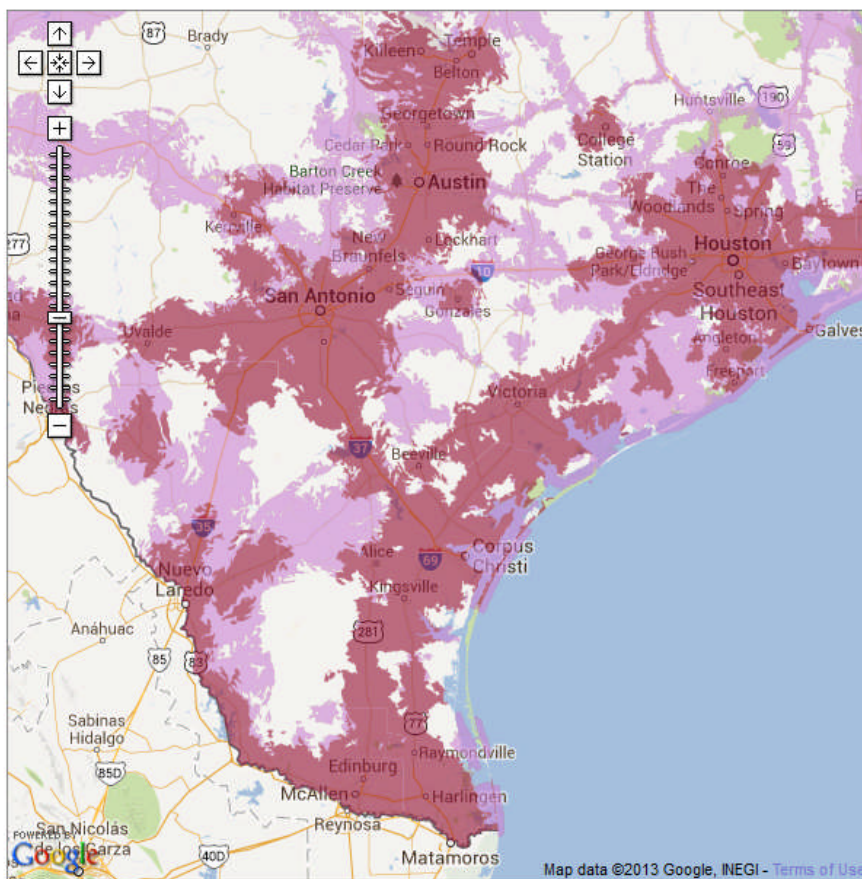 87
Brady
Killeen
Temple
Belton
Georgetown
Huntsville
190
59
Cedar Park
Round Rock
College
Station
Barton Creek
Habitat Preserve
Austin
Conroe
The
Woodlands
Spring
Kerrville
277
New
Braunfels
Lockhart
George Bush
Park/Eldridge
Houston
Baytown
10
San Antonio
Seguin
Gonzales
Southeast
Houston
Uvalde
Angleton
Galves
Freeport
Piedras
Negras
Victoria
37
Beeville
35
Alice
69
Corpus
Christi
Nuevo
Laredo
Kingsville
Anáhuac
85
83
281
Sabinas
Hidalgo
77
Raymondville
85D
Edinburg
McAllen
Harlingen
Reynosa
San Nicolás
de los Garza
POWERED BY
Google
40D
Matamoros
Map data ©2013 Google, INEGI - Terms of Use